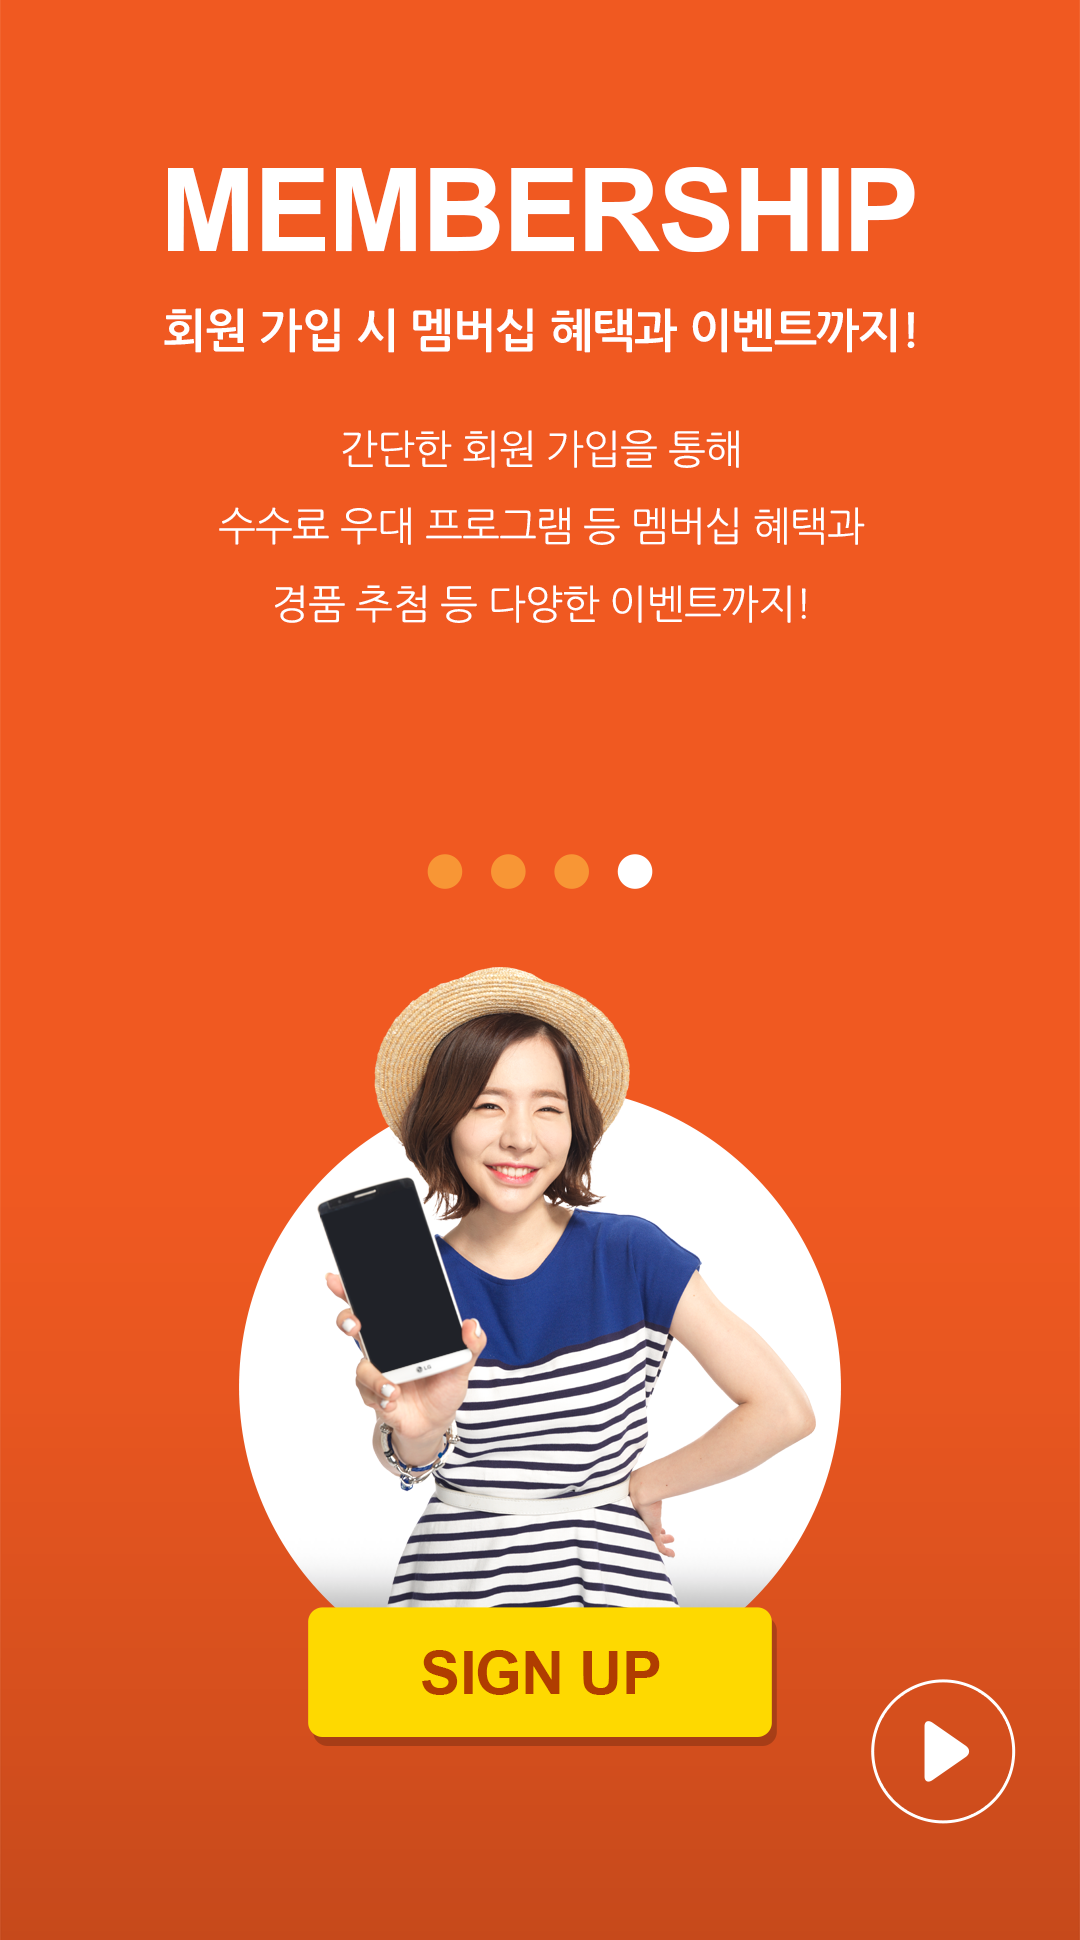 MEMBERSHIP
회원 가입 시 멤버십 혜택과 이벤트까지!
간단한 회원 가입을 통해
수수료 우대 프로그램 등 멤버십 혜택과
경품 추첨 등 다양한 이벤트까지!
LG
SIGN UP